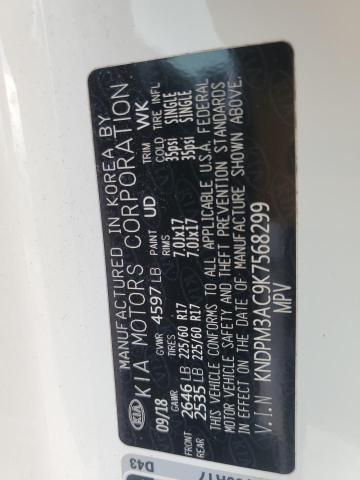 MANUFACTURED IN KOREA BY
KIA KIA MOTORS CORPORATION
09/18 GVWR 4597 LB PAINT UD TRIM WK
GAWR TIRES RIMS COLD TIRE INFL
FRONT 2646 LB 225/60 R17 7.0Jx17 35psi SINGLE
REAR 2535 LB 225/60 R17 7.0Jx17 35psi SINGLE
THIS VEHICLE CONFORMS TO ALL APPLICABLE U.S.A. FEDERAL
MOTOR VEHICLE SAFETY AND THEFT PREVENTION STANDARDS
IN EFFECT ON THE DATE OF MANUFACTURE SHOWN ABOVE.
V.I.N KNDPM3AC9K7568299
MPV
D43